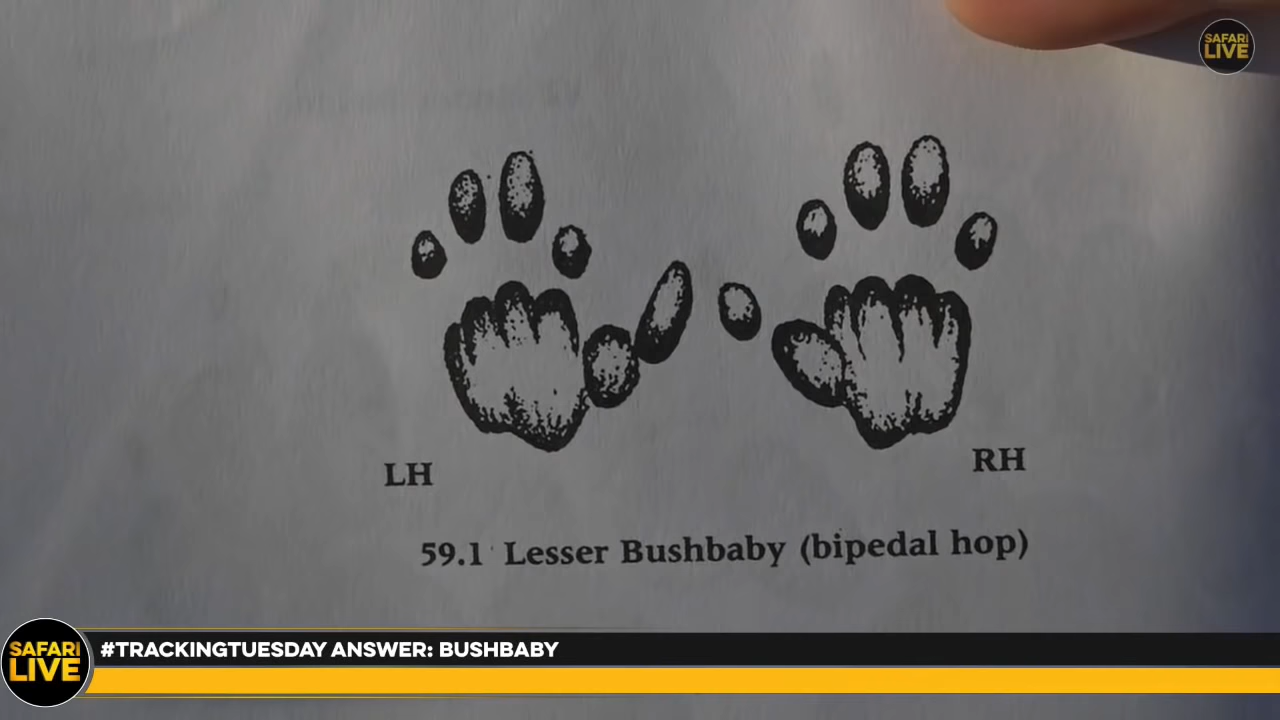 SAFARI
LIVE
LH
RH
59.1 Lesser Bushbaby (bipedal hop)
SAFARI
LIVE
#TRACKINGTUESDAY ANSWER: BUSHBABY